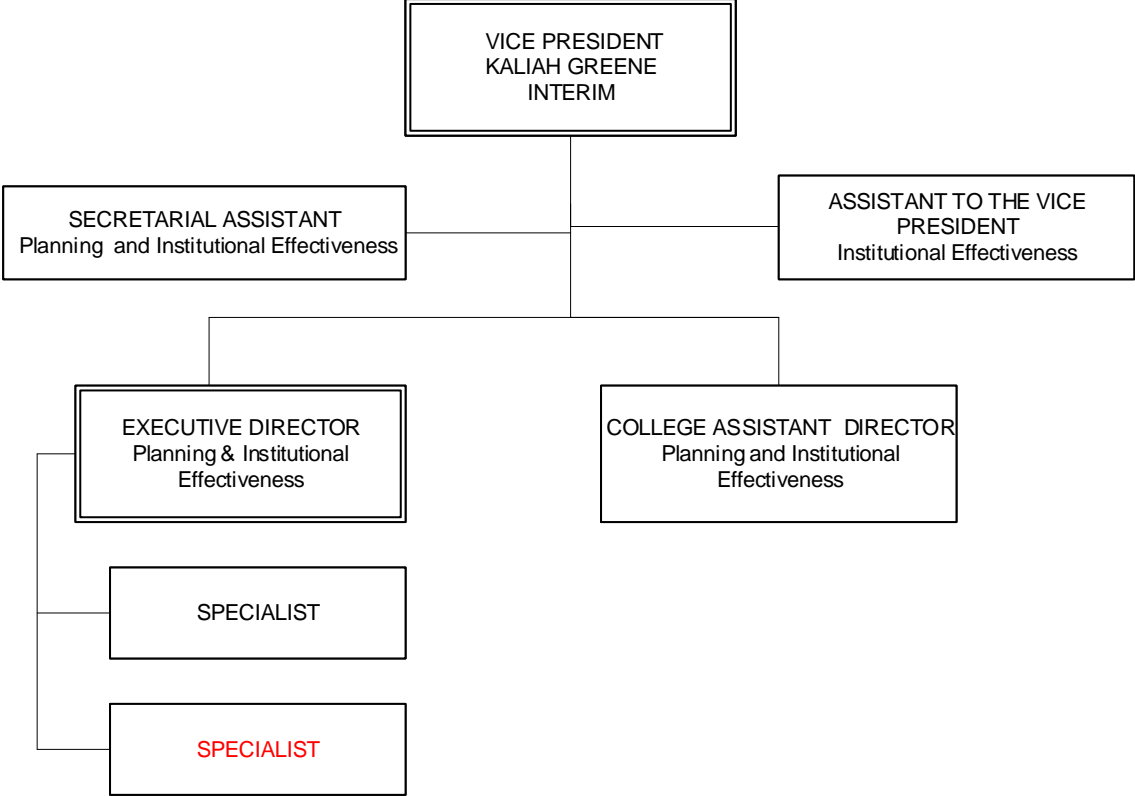 VICE PRESIDENT
KALIAH GREENE
INTERIM
SECRETARIAL ASSISTANT
Planning and Institutional Effectiveness
ASSISTANT TO THE VICE
PRESIDENT
Institutional Effectiveness
EXECUTIVE DIRECTOR
Planning & Institutional
Effectiveness
COLLEGE ASSISTANT DIRECTOR
Planning and Institutional
Effectiveness
SPECIALIST
SPECIALIST